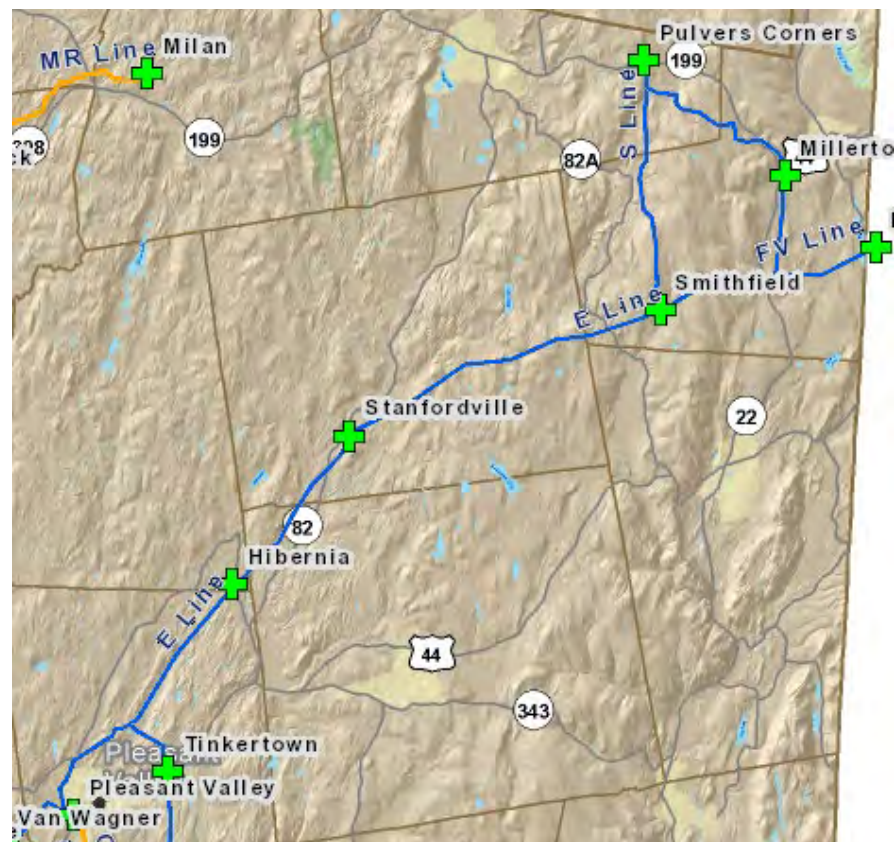 MR Line
Milan
Pulvers Corners
199
199
S Line
82A
Millerto
FV Line
Smithfield
E Line
Stanfordville
22
82
Hibernia
E Line
44
343
Tinkertown
Pleasant
Pleasant Valley
Van Wagner